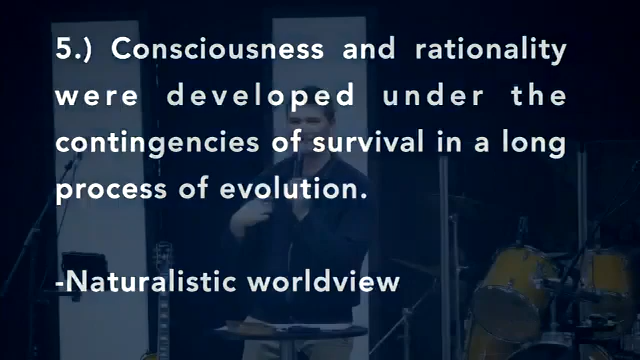 5.) Consciousness and rationality
were developed under the
contingencies of survival in a long
process of evolution.
-Naturalistic worldview